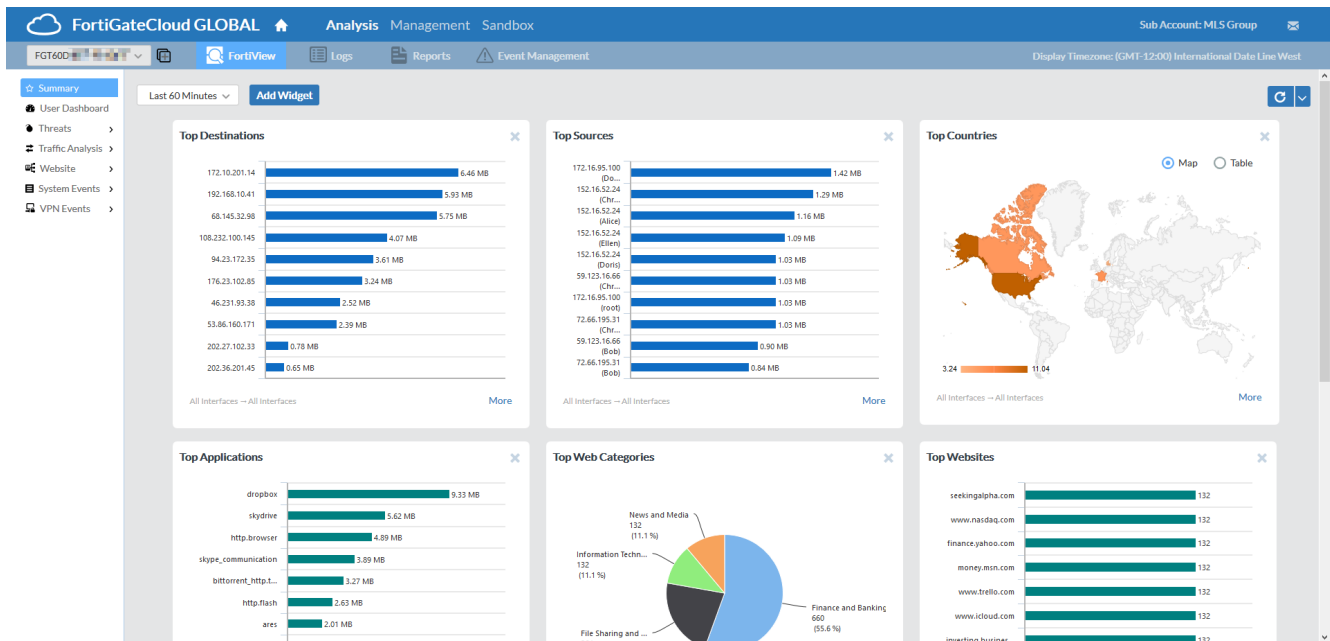 FortiGateCloud GLOBAL Analysis Management Sandbox Sub Account: MLS Group
FGT60D FortiView Logs Reports Event Management Display Timezone: (GMT-12:00) International Date Line West
Summary
User Dashboard
Threats
Traffic Analysis
Website
System Events
VPN Events
Last 60 Minutes Add Widget
Top Destinations
172.10.201.14 6.46 MB
192.168.10.41 5.93 MB
68.145.32.98 5.75 MB
108.232.100.145 4.07 MB
94.23.172.35 3.61 MB
176.23.102.85 3.24 MB
46.231.93.38 2.52 MB
53.86.160.171 2.39 MB
202.27.102.33 0.78 MB
202.36.201.45 0.65 MB
All Interfaces → All Interfaces More
Top Sources
172.16.95.100
(Do... 1.42 MB
152.16.52.24
(Chr... 1.29 MB
152.16.52.24
(Alice) 1.16 MB
152.16.52.24
(Ellen) 1.09 MB
152.16.52.24
(Doris) 1.03 MB
59.123.16.66
(Chr... 1.03 MB
172.16.95.100
(root) 1.03 MB
72.66.195.31
(Chr... 1.03 MB
59.123.16.66
(Bob) 0.90 MB
72.66.195.31
(Bob) 0.84 MB
All Interfaces → All Interfaces More
Top Countries
Map Table
3.24 11.04
All Interfaces → All Interfaces More
Top Applications
dropbox 9.33 MB
skydrive 5.62 MB
http.browser 4.89 MB
skype_communication 3.89 MB
bittorrent_http.t... 3.27 MB
http.flash 2.63 MB
ares 2.01 MB
Top Web Categories
News and Media
132
(11.1 %)
Information Techn...
132
(11.1 %)
Finance and Banking
660
(55.6 %)
File Sharing and ...
Top Websites
seekingalpha.com 132
www.nasdaq.com 132
finance.yahoo.com 132
money.msn.com 132
www.trello.com 132
www.icloud.com 132
investing.busines... 132